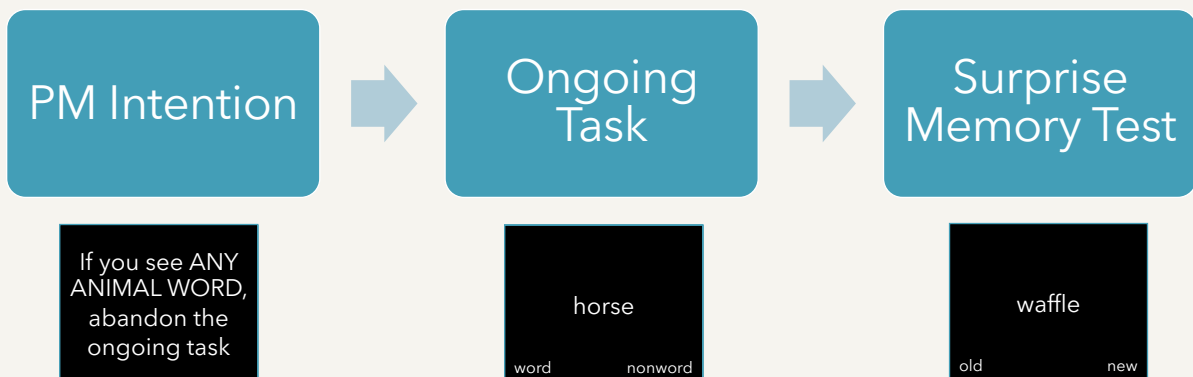 PM Intention
Ongoing
Task
Surprise
Memory Test
If you see ANY
ANIMAL WORD,
abandon the
ongoing task
horse
word nonword
waffle
old new